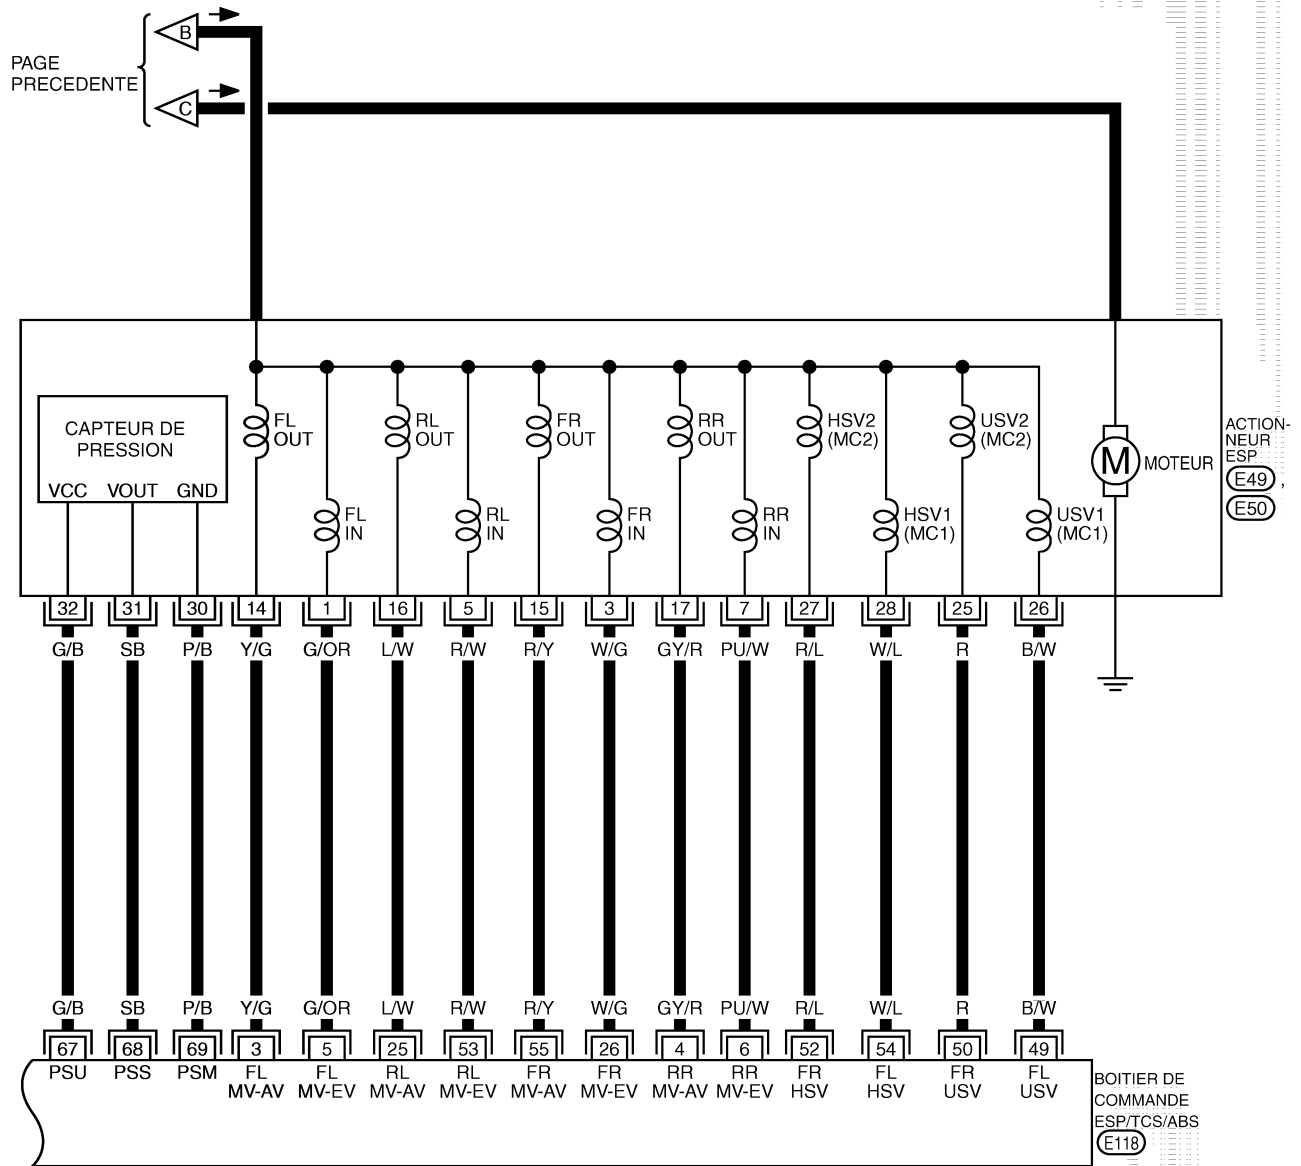 B
PAGE
PRECEDENTE
C
CAPTEUR DE
PRESSION
VCC VOUT GND
FL
OUT
RL
OUT
FR
OUT
RR
OUT
HSV2
(MC2)
USV2
(MC2)
FL
IN
RL
IN
FR
IN
RR
IN
HSV1
(MC1)
USV1
(MC1)
M
MOTEUR
ACTION-
NEUR
ESP
E49 ,
E50
32 31 30 14 1 16 5 15 3 17 7 27 28 25 26
G/B SB P/B Y/G G/OR L/W R/W R/Y W/G GY/R PU/W R/L W/L R B/W
G/B SB P/B Y/G G/OR L/W R/W R/Y W/G GY/R PU/W R/L W/L R B/W
67 68 69 3 5 25 53 55 26 4 6 52 54 50 49
PSU PSS PSM FL FL RL RL FR FR RR RR FR FL FR FL
MV-AV MV-EV MV-AV MV-EV MV-AV MV-EV MV-AV MV-EV HSV HSV USV USV
BOITIER DE
COMMANDE
ESP/TCS/ABS
E118